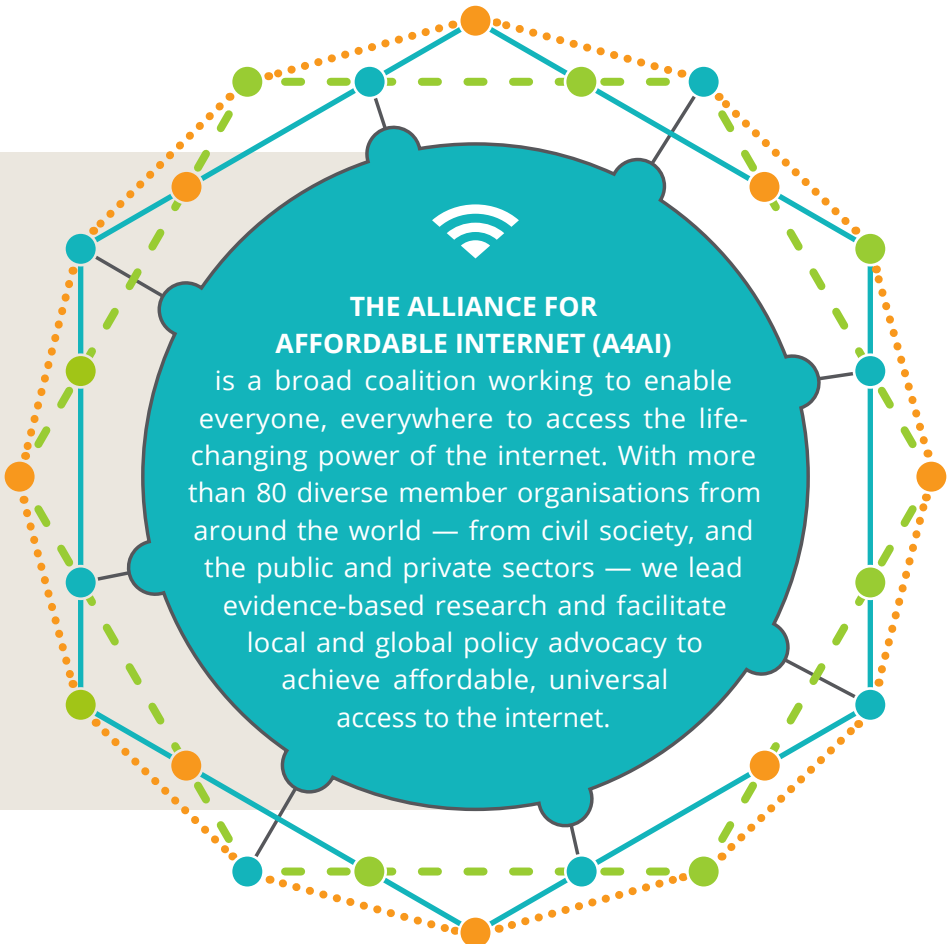 THE ALLIANCE FOR
AFFORDABLE INTERNET (A4AI)
is a broad coalition working to enable
everyone, everywhere to access the life-
changing power of the internet. With more
than 80 diverse member organisations from
around the world — from civil society, and
the public and private sectors — we lead
evidence-based research and facilitate
local and global policy advocacy to
achieve affordable, universal
access to the internet.